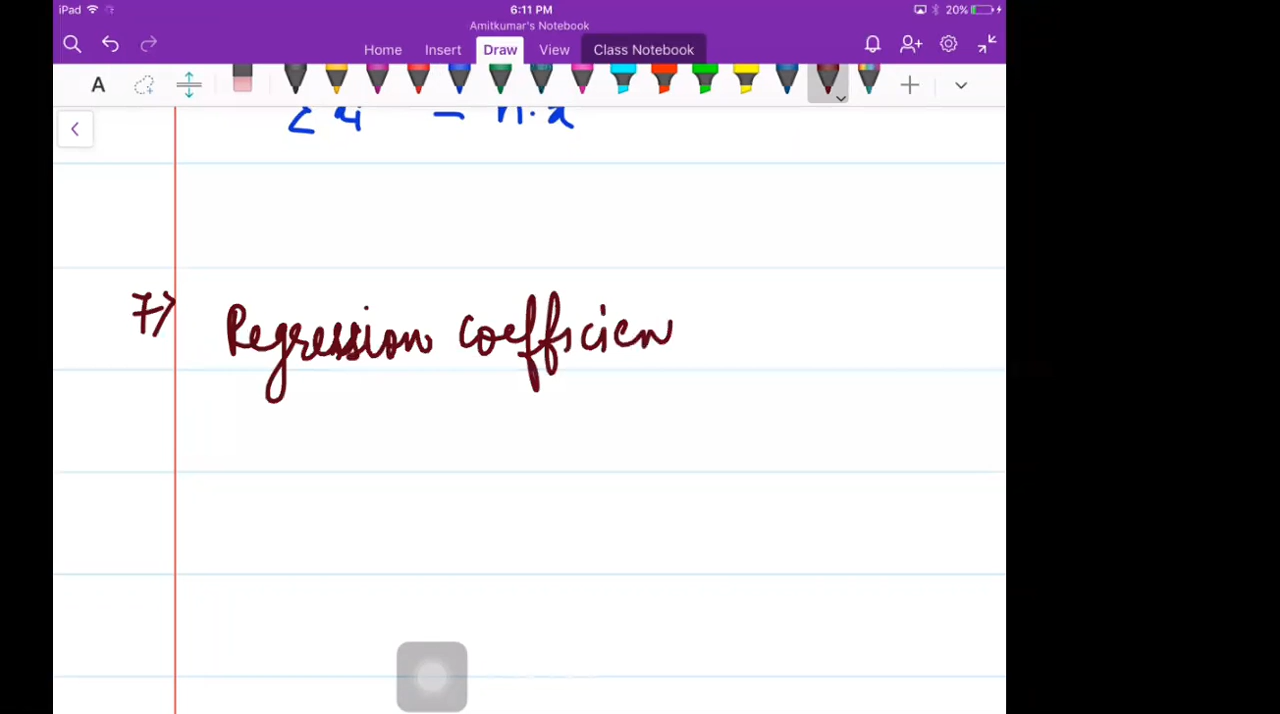 iPad 6:11 PM 20%
Amitkumar's Notebook
Home Insert Draw View Class Notebook
A
7) Regression coefficien